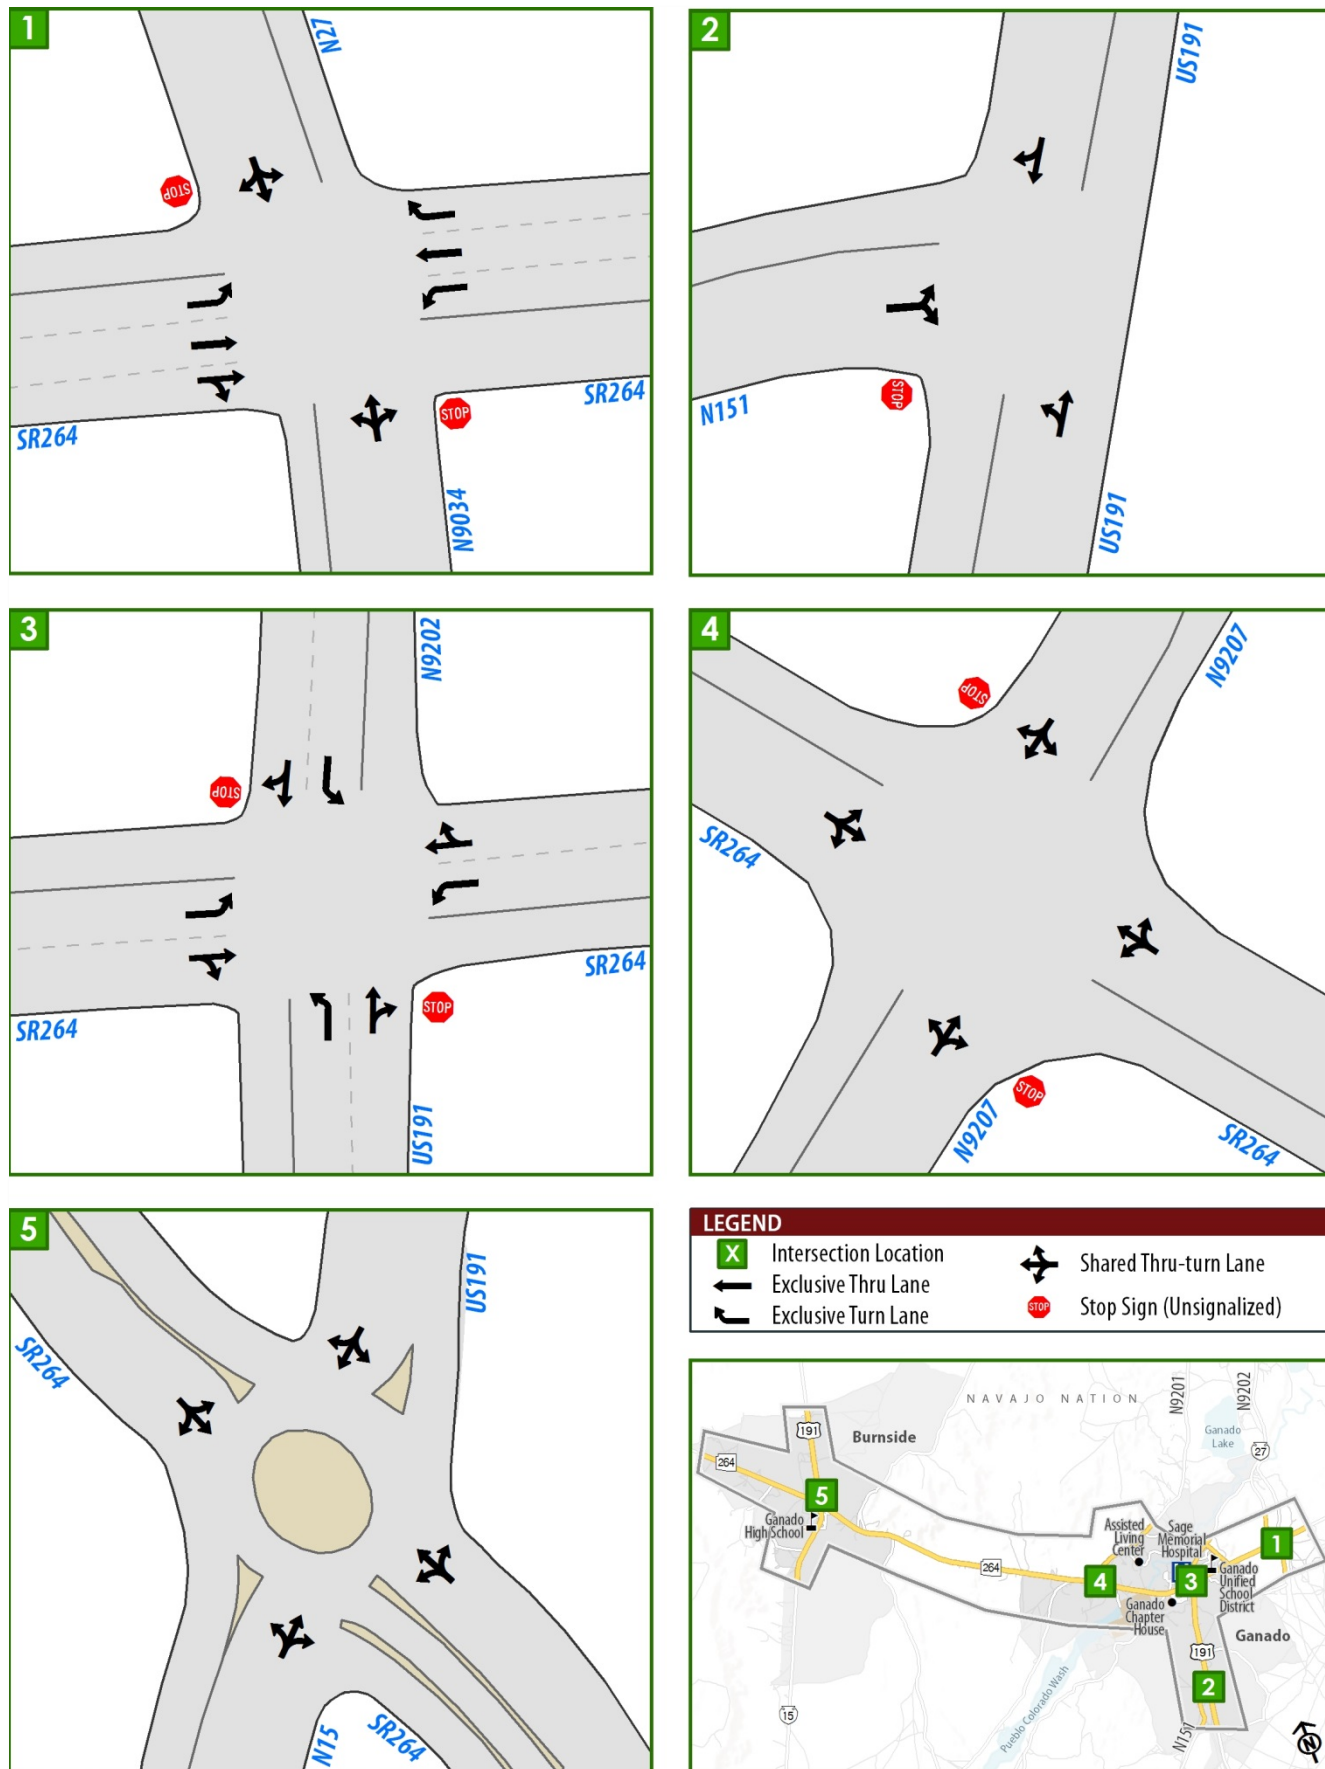 1
N27
STOP
SR264
SR264
STOP
N9034
2
US191
N151
STOP
US191
3
N9202
STOP
SR264
SR264
STOP
US191
4
N9207
STOP
SR264
N9207
STOP
SR264
5
US191
SR264
N15
SR264
LEGEND
X Intersection Location
Exclusive Thru Lane
Exclusive Turn Lane
Shared Thru-turn Lane
STOP Stop Sign (Unsignalized)
NAVAJO NATION
N9201
N9202
Ganado
Lake
27
191
Burnside
264
5
Ganado
High School
Assisted
Living
Center
Sage
Memorial
Hospital
1
264
4
3
Ganado
Unified
School
District
Ganado
Chapter
House
Ganado
191
2
15
Pueblo Colorado Wash
N151
N